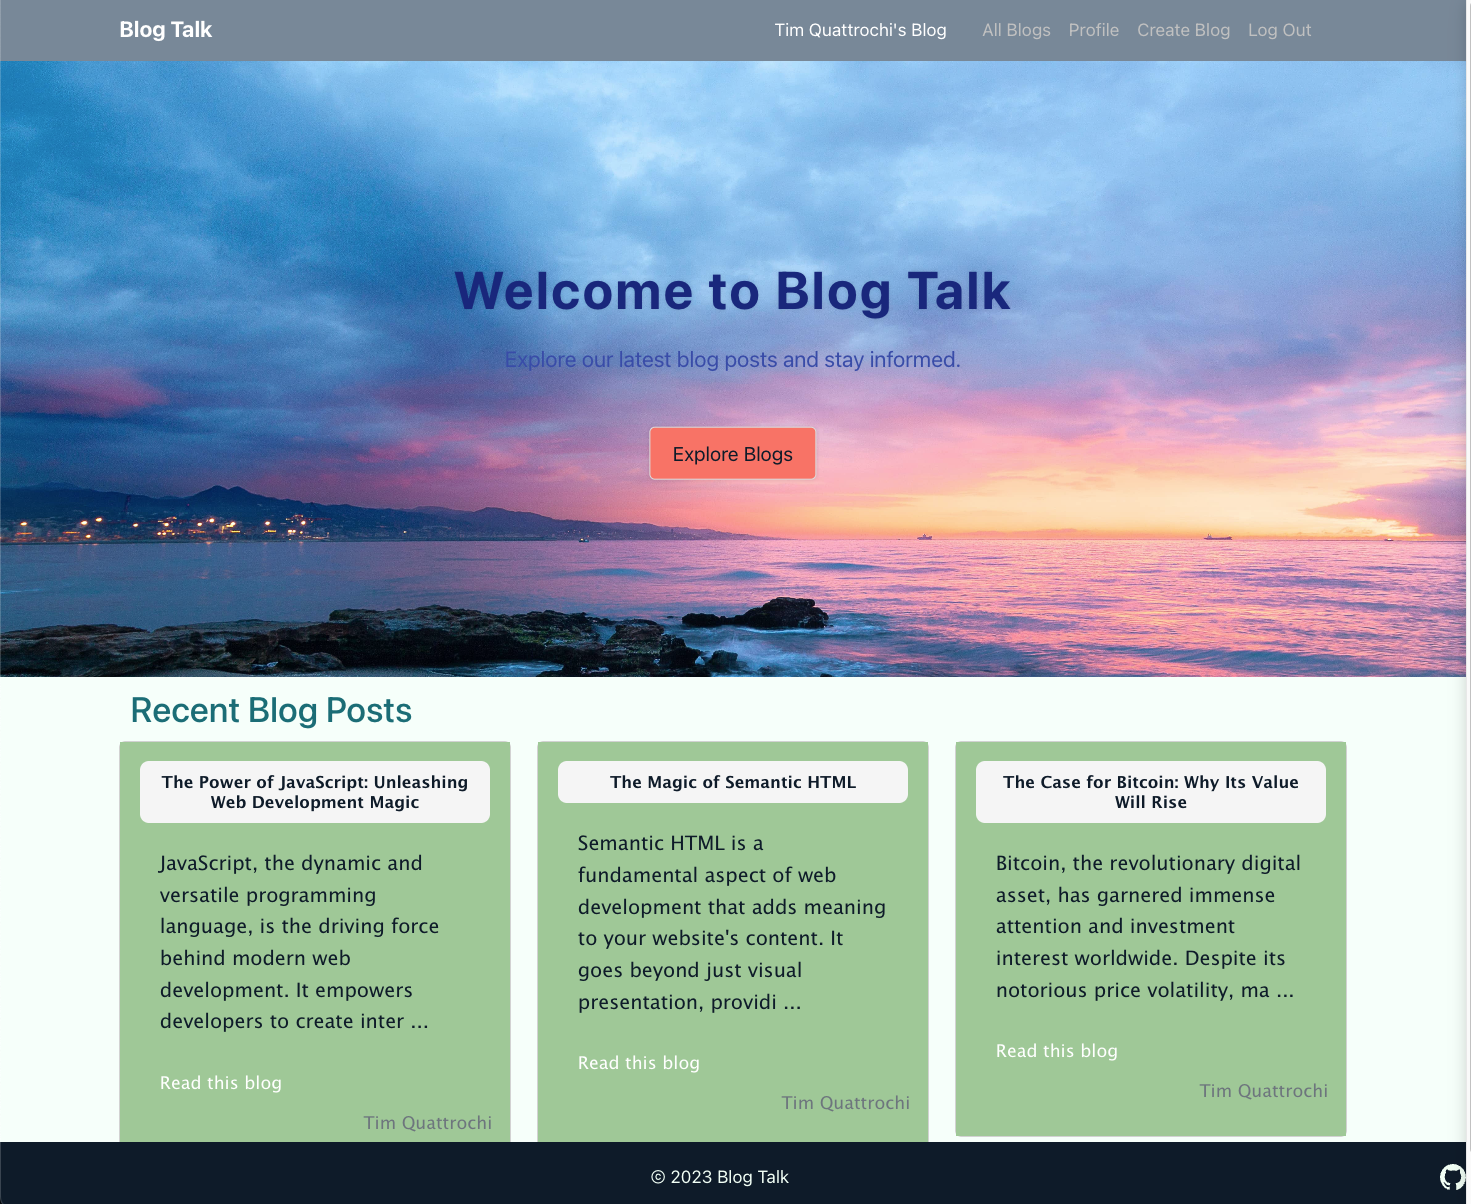 Blog Talk
Tim Quattrochi's Blog All Blogs Profile Create Blog Log Out
Welcome to Blog Talk
Explore our latest blog posts and stay informed.
Explore Blogs
Recent Blog Posts
The Power of JavaScript: Unleashing
Web Development Magic
JavaScript, the dynamic and
versatile programming
language, is the driving force
behind modern web
development. It empowers
developers to create inter ...
Read this blog
Tim Quattrochi
The Magic of Semantic HTML
Semantic HTML is a
fundamental aspect of web
development that adds meaning
to your website's content. It
goes beyond just visual
presentation, providi ...
Read this blog
Tim Quattrochi
The Case for Bitcoin: Why Its Value
Will Rise
Bitcoin, the revolutionary digital
asset, has garnered immense
attention and investment
interest worldwide. Despite its
notorious price volatility, ma ...
Read this blog
Tim Quattrochi
© 2023 Blog Talk